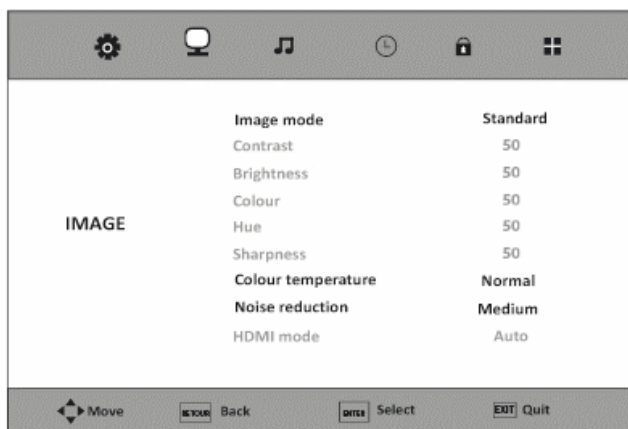 Image mode Standard
Contrast 50
Brightness 50
Colour 50
IMAGE
Hue 50
Sharpness 50
Colour temperature Normal
Noise reduction Medium
HDMI mode Auto
Move RETOUR Back ENTER Select EXIT Quit